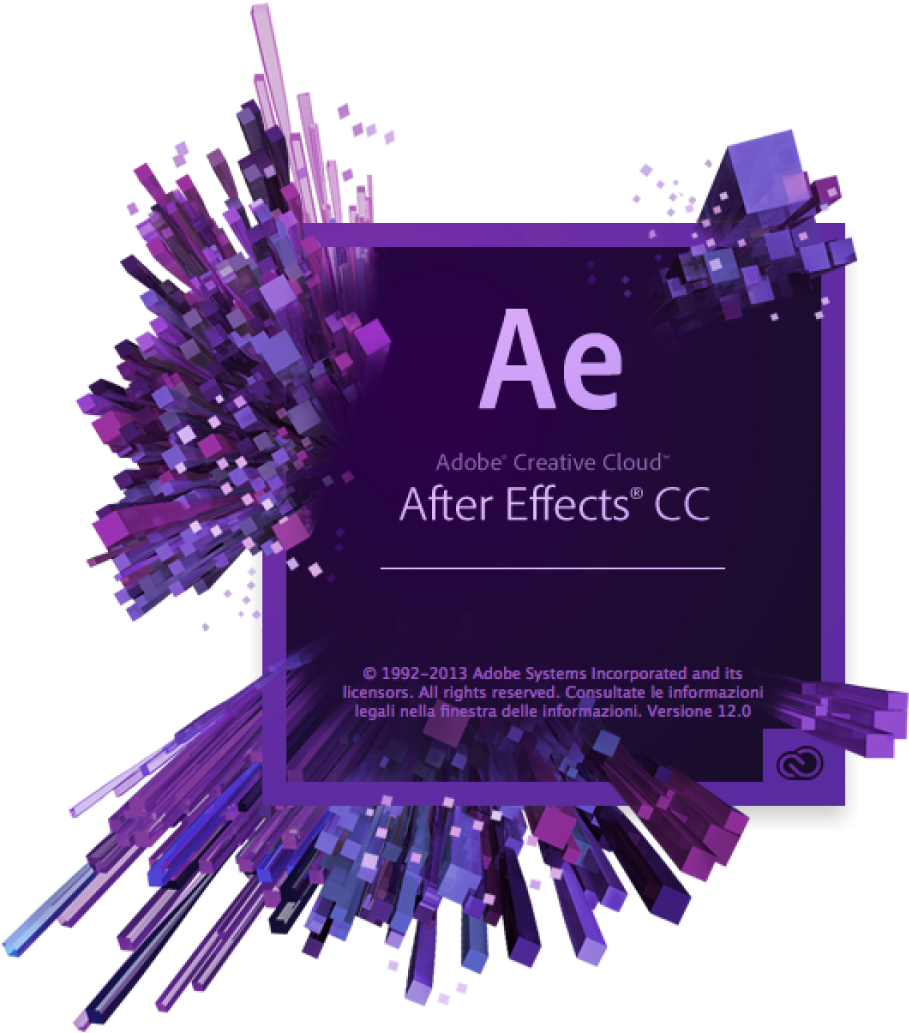 Ae
Adobe® Creative Cloud™
After Effects® CC
© 1992–2013 Adobe Systems Incorporated and its
licensors. All rights reserved. Consultate le informazioni
legali nella finestra delle informazioni. Versione 12.0